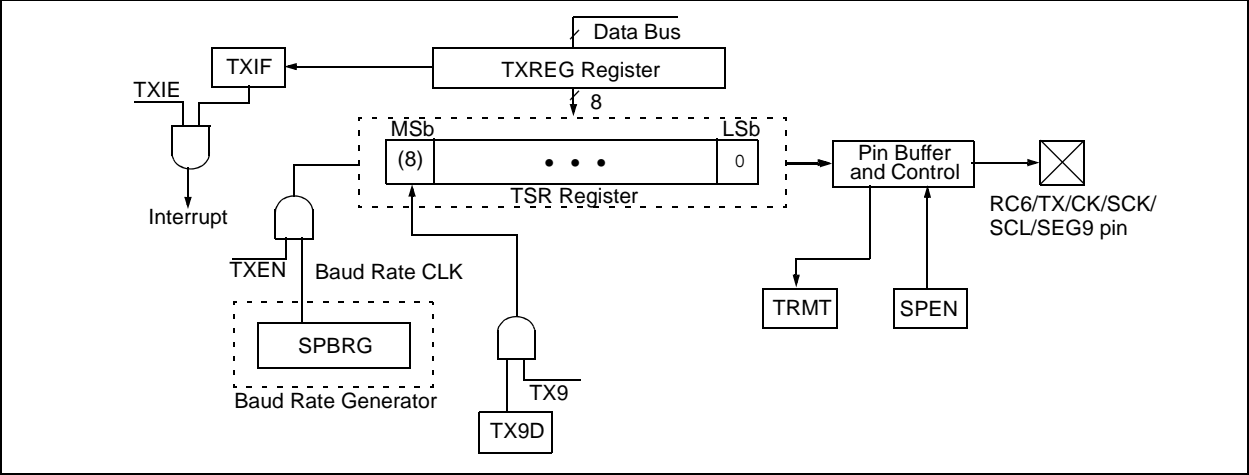 Data Bus
TXIF
TXREG Register
TXIE
8
MSb
LSb
(8)
• • •
0
Pin Buffer
and Control
TSR Register
Interrupt
RC6/TX/CK/SCK/
SCL/SEG9 pin
TXEN
Baud Rate CLK
TRMT
SPEN
SPBRG
TX9
Baud Rate Generator
TX9D